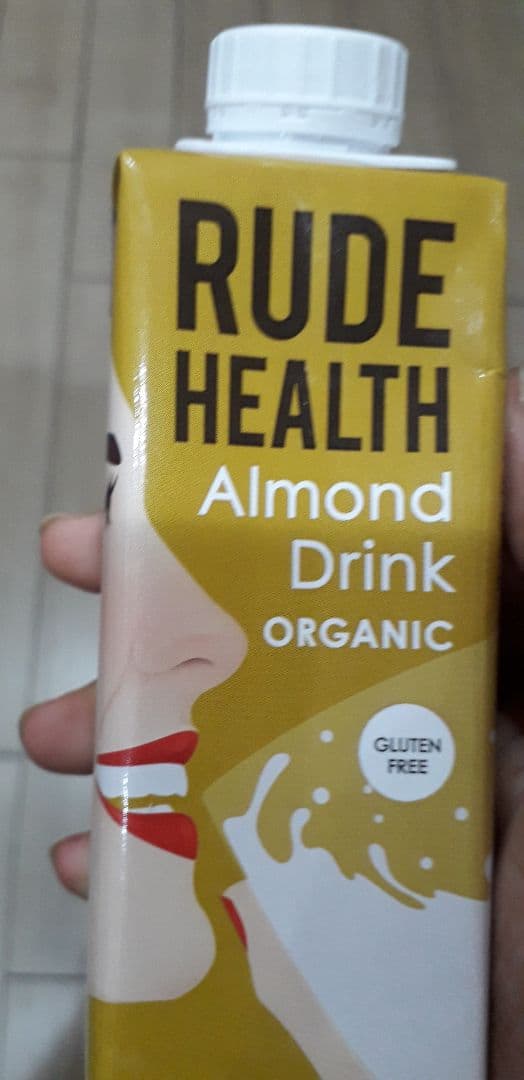 RUDE
HEALTH
Almond
Drink
ORGANIC
GLUTEN
FREE